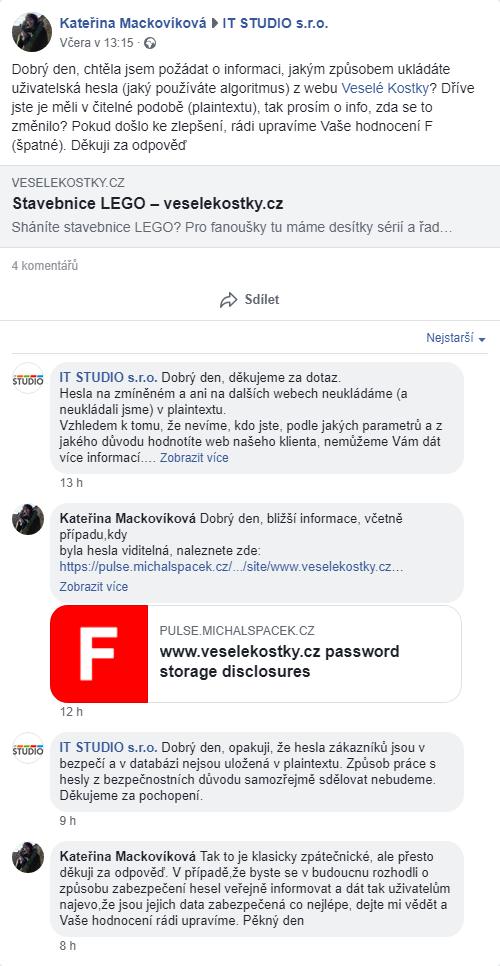 Kateřina Mackovíková ▸ IT STUDIO s.r.o.
Včera v 13:15 ·
Dobrý den, chtěla jsem požádat o informaci, jakým způsobem ukládáte
uživatelská hesla (jaký používáte algoritmus) z webu Veselé Kostky? Dříve
jste je měli v čitelné podobě (plaintextu), tak prosím o info, zda se to
změnilo? Pokud došlo ke zlepšení, rádi upravíme Vaše hodnocení F
(špatné). Děkuji za odpověď
VESELEKOSTKY.CZ
Stavebnice LEGO – veselekostky.cz
Sháníte stavebnice LEGO? Pro fanoušky tu máme desítky sérií a řad…
4 komentářů
Sdílet
Nejstarší
STUDIO
IT STUDIO s.r.o. Dobrý den, děkujeme za dotaz.
Hesla na zmíněném a ani na dalších webech neukládáme (a
neukládali jsme) v plaintextu.
Vzhledem k tomu, že nevíme, kdo jste, podle jakých parametrů a z
jakého důvodu hodnotíte web našeho klienta, nemůžeme Vám dát
více informací.… Zobrazit více
13 h
Kateřina Mackovíková Dobrý den, bližší informace, včetně
případu,kdy
byla hesla viditelná, naleznete zde:
https://pulse.michalspacek.cz/.../site/www.veselekostky.cz…
Zobrazit více
F
PULSE.MICHALSPACEK.CZ
www.veselekostky.cz password
storage disclosures
12 h
STUDIO
IT STUDIO s.r.o. Dobrý den, opakuji, že hesla zákazníků jsou v
bezpečí a v databázi nejsou uložená v plaintextu. Způsob práce s
hesly z bezpečnostních důvodu samozřejmě sdělovat nebudeme.
Děkujeme za pochopení.
9 h
Kateřina Mackovíková Tak to je klasicky zpátečnické, ale přesto
děkuji za odpověď. V případě,že byste se v budoucnu rozhodli o
způsobu zabezpečení hesel veřejně informovat a dát tak uživatelům
najevo,že jsou jejich data zabezpečená co nejlépe, dejte mi vědět a
Vaše hodnocení rádi upravíme. Pěkný den
8 h